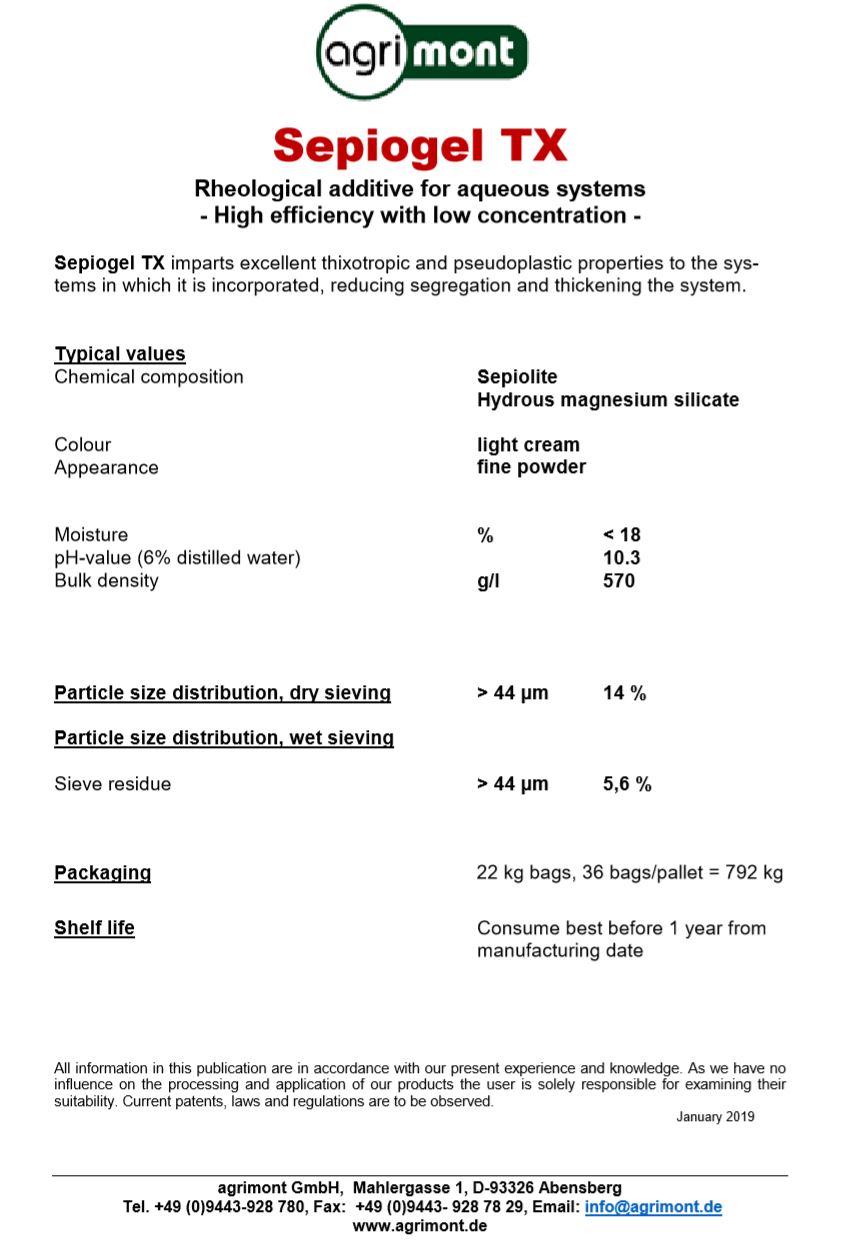 agrimont
Sepiogel TX
Rheological additive for aqueous systems
- High efficiency with low concentration -
Sepiogel TX imparts excellent thixotropic and pseudoplastic properties to the sys-
tems in which it is incorporated, reducing segregation and thickening the system.
Typical values
Chemical composition Sepiolite
Hydrous magnesium silicate
Colour light cream
Appearance fine powder
Moisture % < 18
pH-value (6% distilled water) 10.3
Bulk density g/l 570
Particle size distribution, dry sieving > 44 µm 14 %
Particle size distribution, wet sieving
Sieve residue > 44 µm 5,6 %
Packaging 22 kg bags, 36 bags/pallet = 792 kg
Shelf life Consume best before 1 year from
manufacturing date
All information in this publication are in accordance with our present experience and knowledge. As we have no
influence on the processing and application of our products the user is solely responsible for examining their
suitability. Current patents, laws and regulations are to be observed.
January 2019
agrimont GmbH, Mahlergasse 1, D-93326 Abensberg
Tel. +49 (0)9443-928 780, Fax: +49 (0)9443- 928 78 29, Email: info@agrimont.de
www.agrimont.de